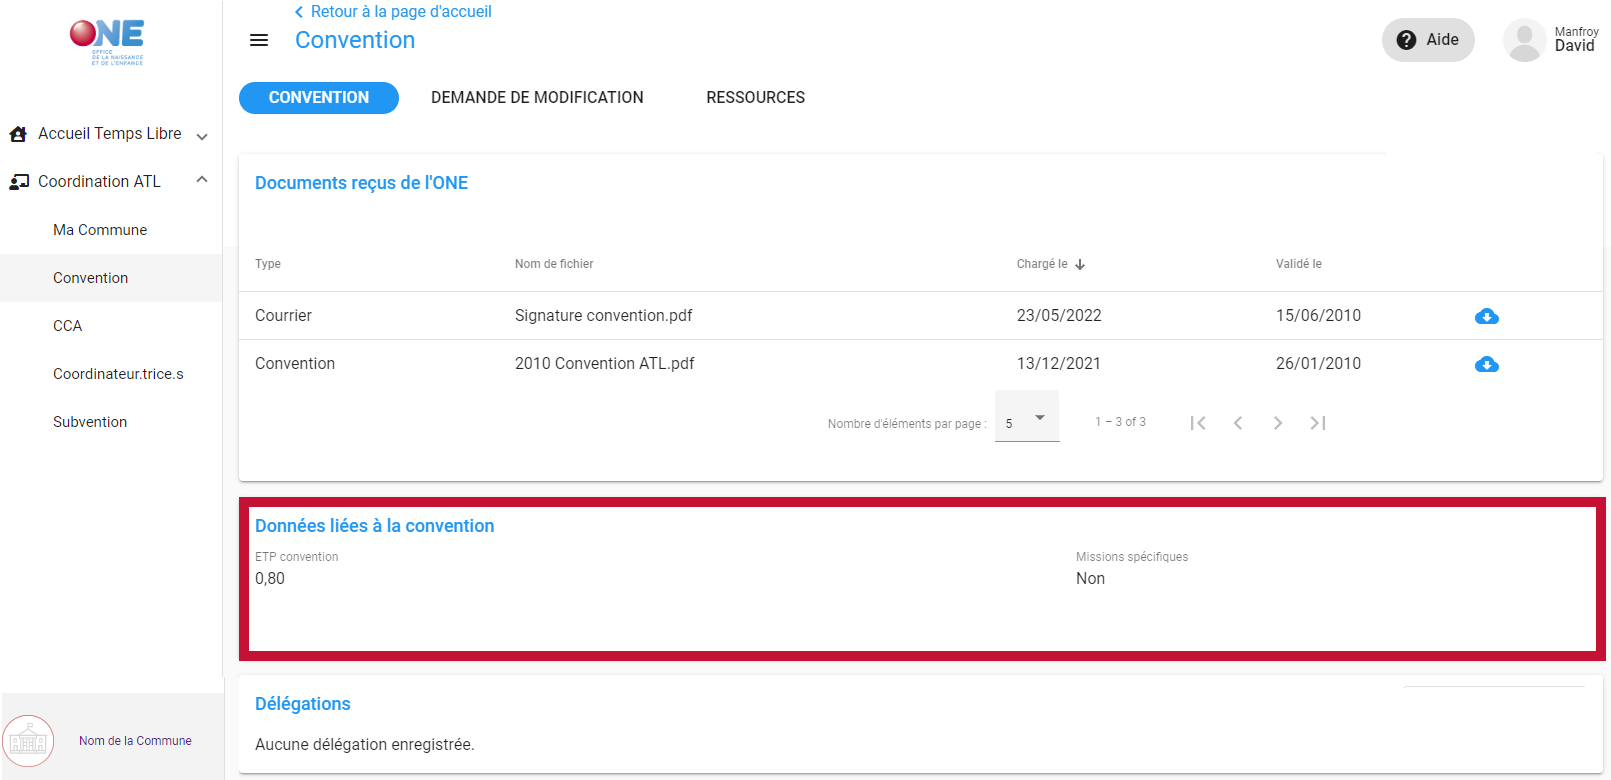 ONE
OFFICE
DE LA NAISSANCE
ET DE L'ENFANCE
Retour à la page d'accueil
Convention
Aide
Manfroy
David
CONVENTION
DEMANDE DE MODIFICATION
RESSOURCES
Accueil Temps Libre
Coordination ATL
Ma Commune
Convention
CCA
Coordinateur.trice.s
Subvention
Nom de la Commune
Documents reçus de l'ONE
Type Nom de fichier Chargé le Validé le
Courrier Signature convention.pdf 23/05/2022 15/06/2010
Convention 2010 Convention ATL.pdf 13/12/2021 26/01/2010
Nombre d'éléments par page : 5 1 – 3 of 3
Données liées à la convention
ETP convention Missions spécifiques
0,80 Non
Délégations
Aucune délégation enregistrée.